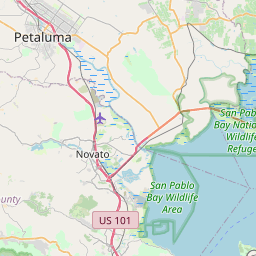 Petaluma
San Pablo
Bay National
Wildlife
Refuge
Novato
San Pablo
Bay Wildlife
Area
County
US 101